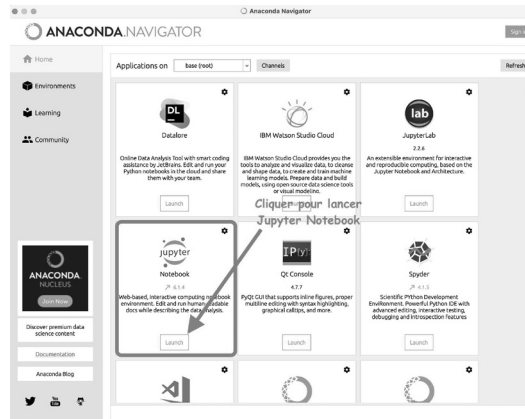 Anaconda Navigator
ANACONDA.NAVIGATOR
Sign in
Home
Environments
Learning
Community
Applications on
base (root)
Channels
Refresh
DL
Datalore
Online Data Analysis Tool with smart coding
assistance by JetBrains. Edit and run your
Python notebooks in the cloud and share
them with your team.
Launch
IBM Watson Studio Cloud
IBM Watson Studio Cloud provides you the
tools to analyze and visualize data, to cleanse
and shape data, to create and train machine
learning models. Prepare data and build
models, using open source data science tools
or visual modeling.
Launch
lab
JupyterLab
2.2.6
An extensible environment for interactive
and reproducible computing, based on the
Jupyter Notebook and Architecture.
Launch
Cliquer pour lancer
Jupyter Notebook
jupyter
Notebook
6.1.4
Web-based, interactive computing notebook
environment. Edit and run human-readable
docs while describing the data analysis.
Launch
IP[y]:
Qt Console
4.7.7
PyQt GUI that supports inline figures, proper
multiline editing with syntax highlighting,
graphical calltips, and more.
Launch
Spyder
4.1.5
Scientific PYthon Development
EnviRonment. Powerful Python IDE with
advanced editing, interactive testing,
debugging and introspection features
Launch
ANACONDA.
NUCLEUS
Join Now
Discover premium data
science content
Documentation
Anaconda Blog
You
Tube